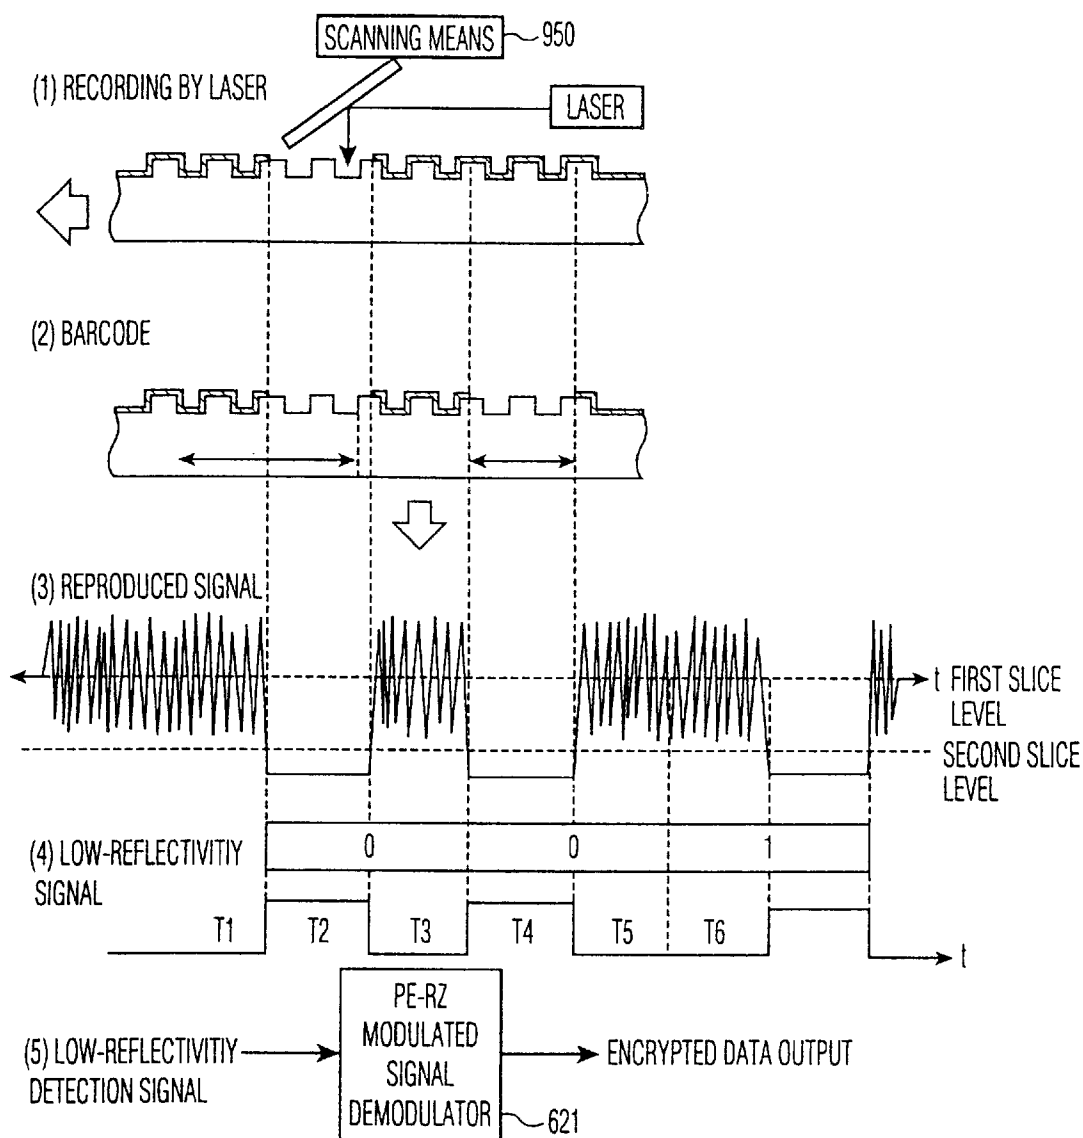 SCANNING MEANS
950
(1) RECORDING BY LASER
LASER
(2) BARCODE
(3) REPRODUCED SIGNAL
t FIRST SLICE
LEVEL
SECOND SLICE
LEVEL
(4) LOW-REFLECTIVITIY
SIGNAL
0 0 1
T1 T2 T3 T4 T5 T6
t
(5) LOW-REFLECTIVITIY
DETECTION SIGNAL
PE-RZ
MODULATED
SIGNAL
DEMODULATOR
621
ENCRYPTED DATA OUTPUT